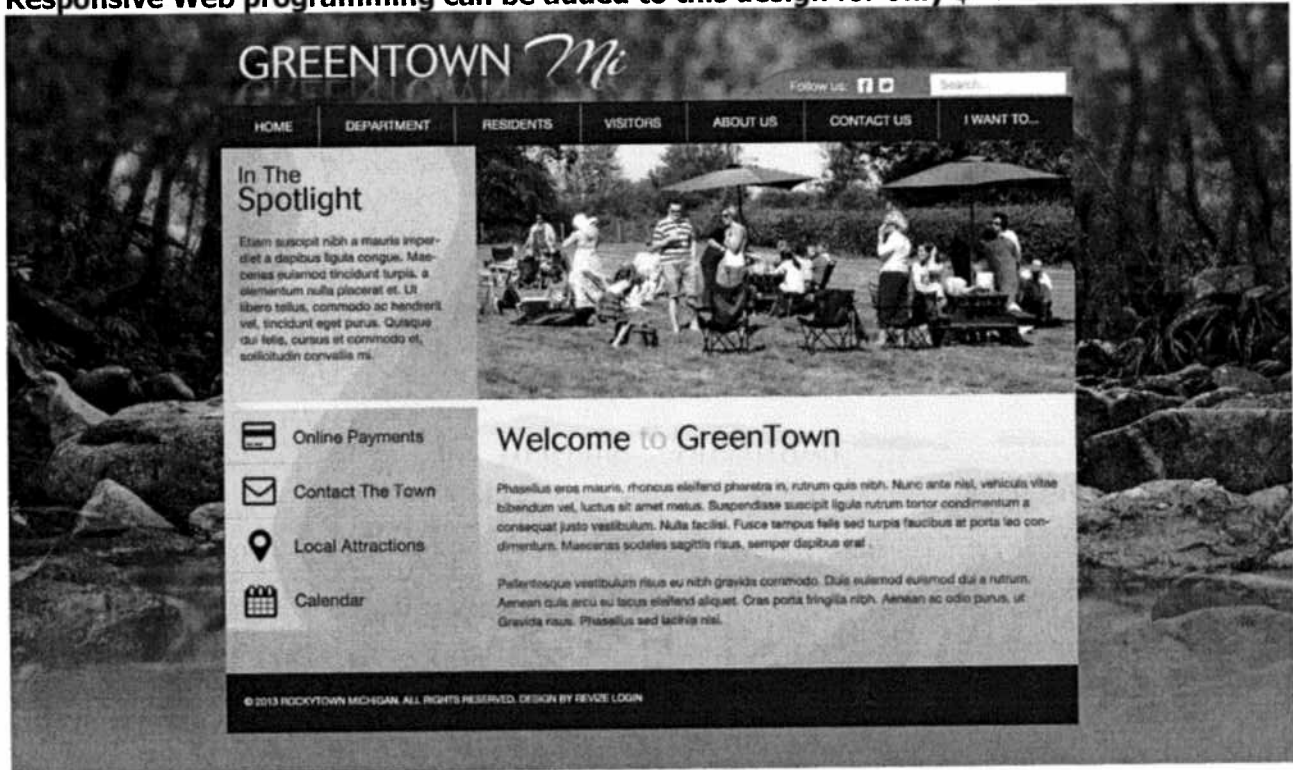 Responsive Web programming can be added to this design for only
GREENTOWN Mi
Follow us:
Search...
HOME DEPARTMENT RESIDENTS VISITORS ABOUT US CONTACT US I WANT TO...
In The
Spotlight
Etiam suscipit nibh a mauris imper-
diet a dapibus ligula congue. Mae-
cenas euismod tincidunt turpis, a
elementum nulla placerat et. Ut
libero tellus, commodo ac hendrerit
vel, tincidunt eget purus. Quisque
dui felis, cursus et commodo et,
sollicitudin convallis mi.
Online Payments
Contact The Town
Local Attractions
Calendar
Welcome to GreenTown
Phasellus eros mauris, rhoncus eleifend pharetra in, rutrum quis nibh. Nunc ante nisl, vehicula vitae
bibendum vel, luctus sit amet metus. Suspendisse suscipit ligula rutrum tortor condimentum a
consequat justo vestibulum. Nulla facilisi. Fusce tempus felis sed turpis faucibus at porta leo con-
dimentum. Maecenas sodales sagittis risus, semper dapibus erat .
Pellentesque vestibulum risus eu nibh gravida commodo. Duis euismod euismod dui a rutrum.
Aenean quis arcu eu lacus eleifend aliquet. Cras porta fringilla nibh. Aenean ac odio purus, ut
Gravida risus. Phasellus sed lacinia nisl.
© 2013 ROCKYTOWN MICHIGAN. ALL RIGHTS RESERVED. DESIGN BY REVIZE LOGIN